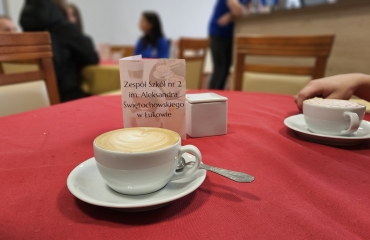 Zespół Szkół nr 2
im. Aleksandra
Świętochowskiego
w Łukowie